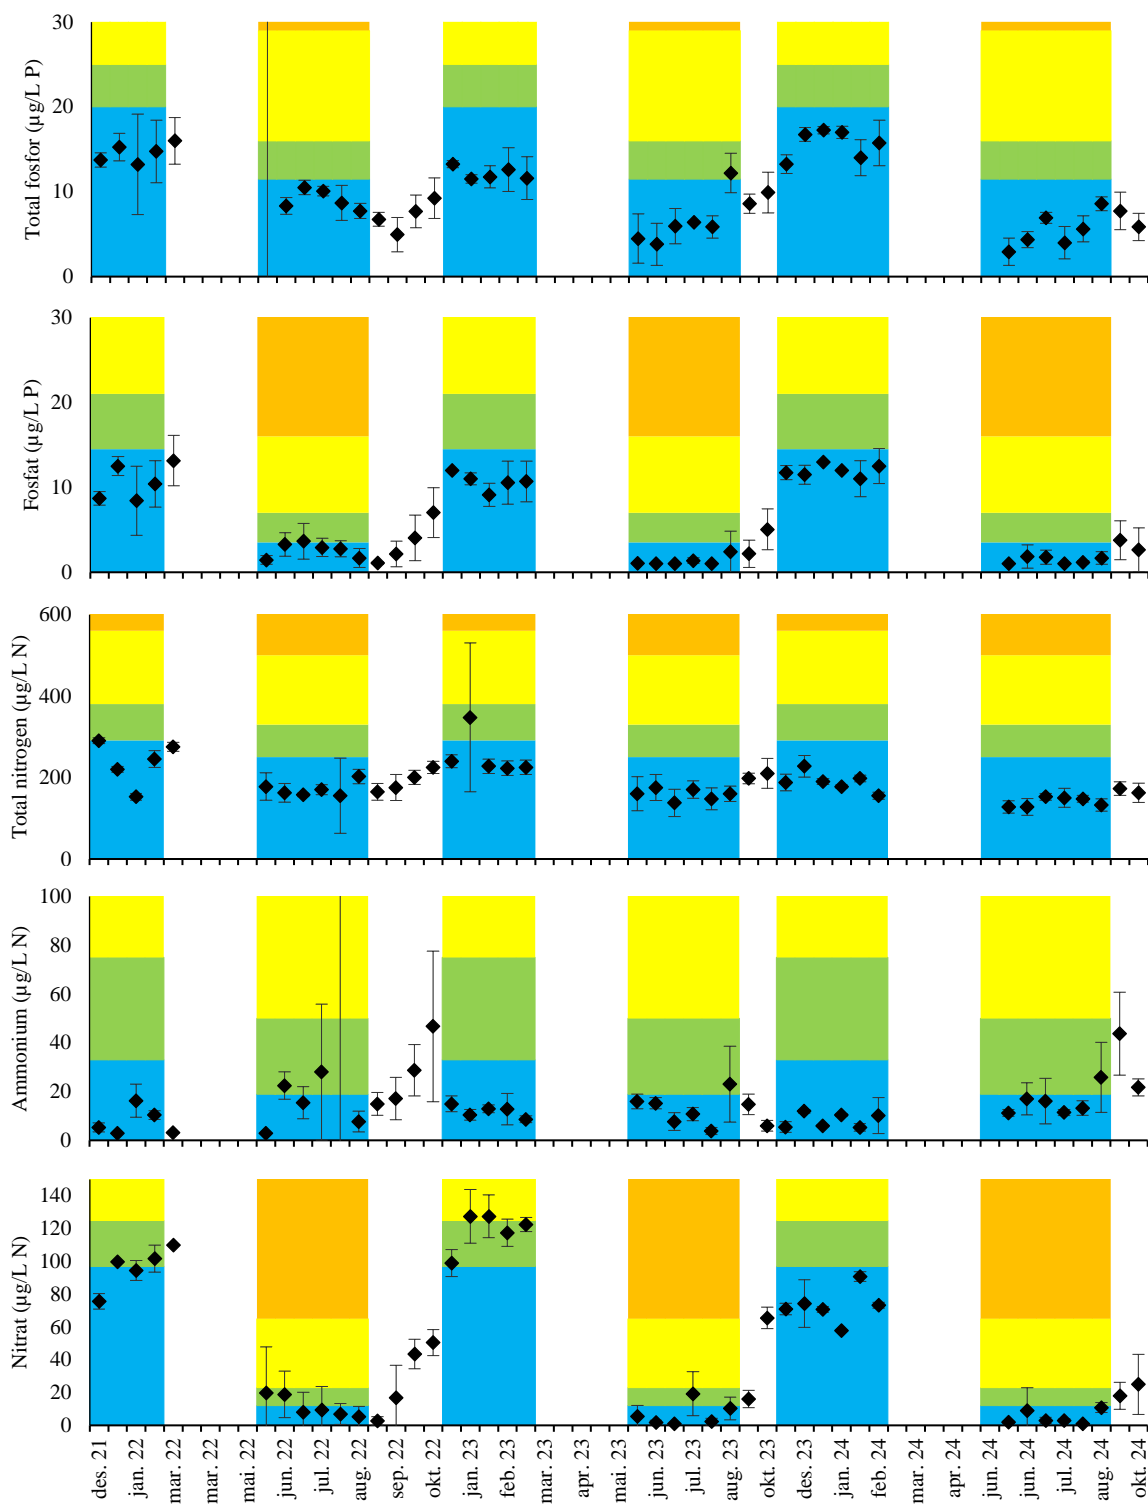 Total fosfor (µg/L P)
30
20
10
0
Fosfat (µg/L P)
30
20
10
0
Total nitrogen (µg/L N)
600
400
200
0
Ammonium (µg/L N)
100
80
60
40
20
0
Nitrat (µg/L N)
140
120
100
80
60
40
20
0
des. 21
jan. 22
mar. 22
mar. 22
mai. 22
jun. 22
jul. 22
aug. 22
sep. 22
okt. 22
jan. 23
feb. 23
mar. 23
apr. 23
mai. 23
jun. 23
jul. 23
aug. 23
okt. 23
des. 23
jan. 24
feb. 24
mar. 24
apr. 24
jun. 24
jun. 24
jul. 24
aug. 24
okt. 24